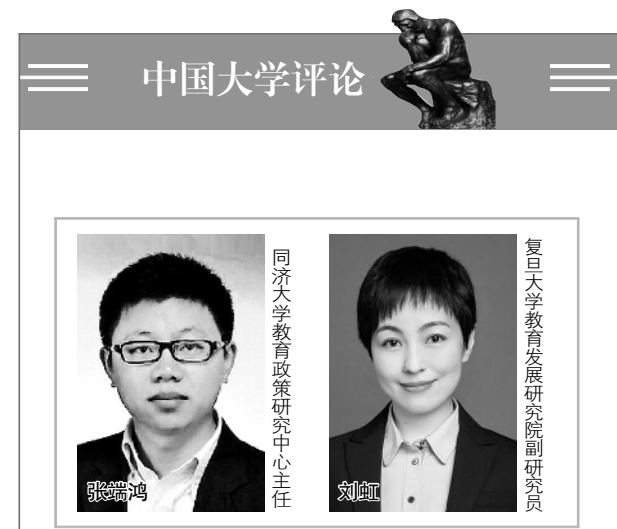 中国大学评论
张端鸿
同济大学教育政策研究中心主任
刘虹
复旦大学教育发展研究院副研究员